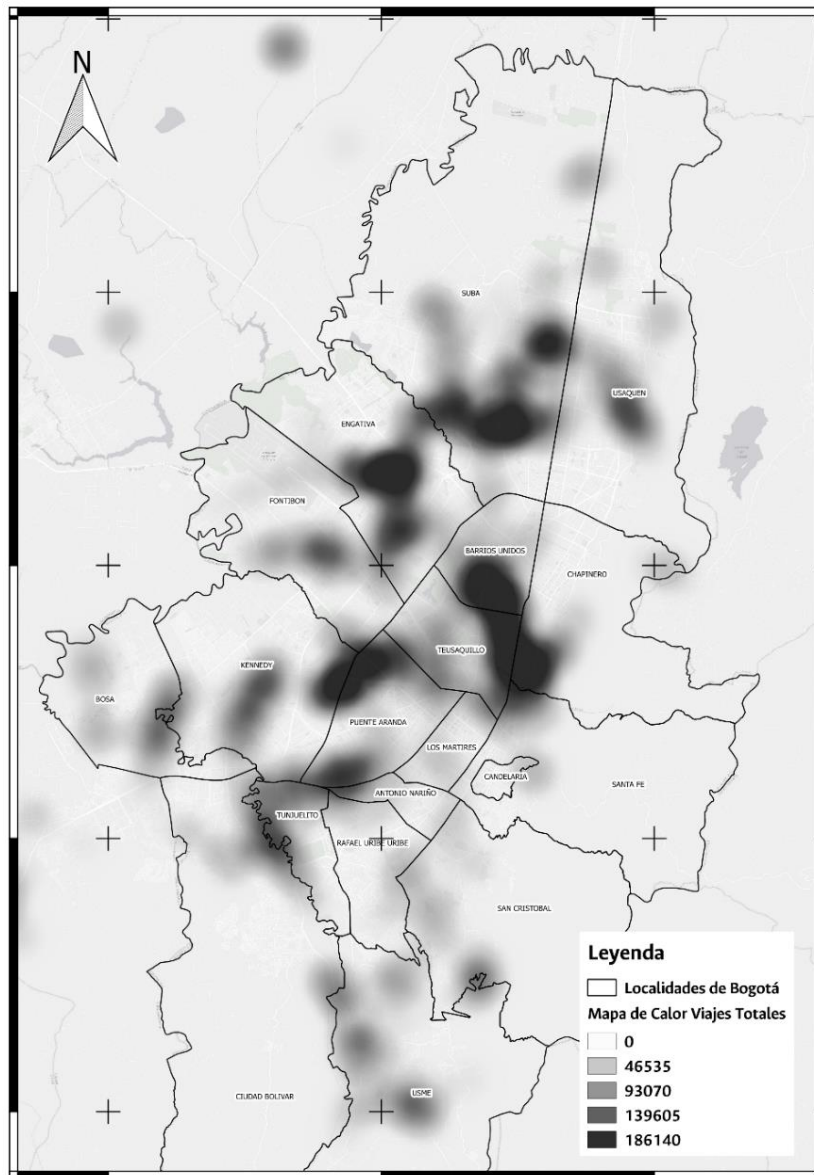 N
SUBA
USAQUEN
ENGATIVA
FONTIBON
BARRIOS UNIDOS
CHAPINERO
TEUSAQUILLO
KENNEDY
BOSA
PUENTE ARANDA
LOS MARTIRES
CANDELARIA
SANTA FE
ANTONIO NARIÑO
TUNJUELITO
RAFAEL URIBE URIBE
SAN CRISTOBAL
CIUDAD BOLIVAR
USME
Leyenda
Localidades de Bogotá
Mapa de Calor Viajes Totales
0
46535
93070
139605
186140